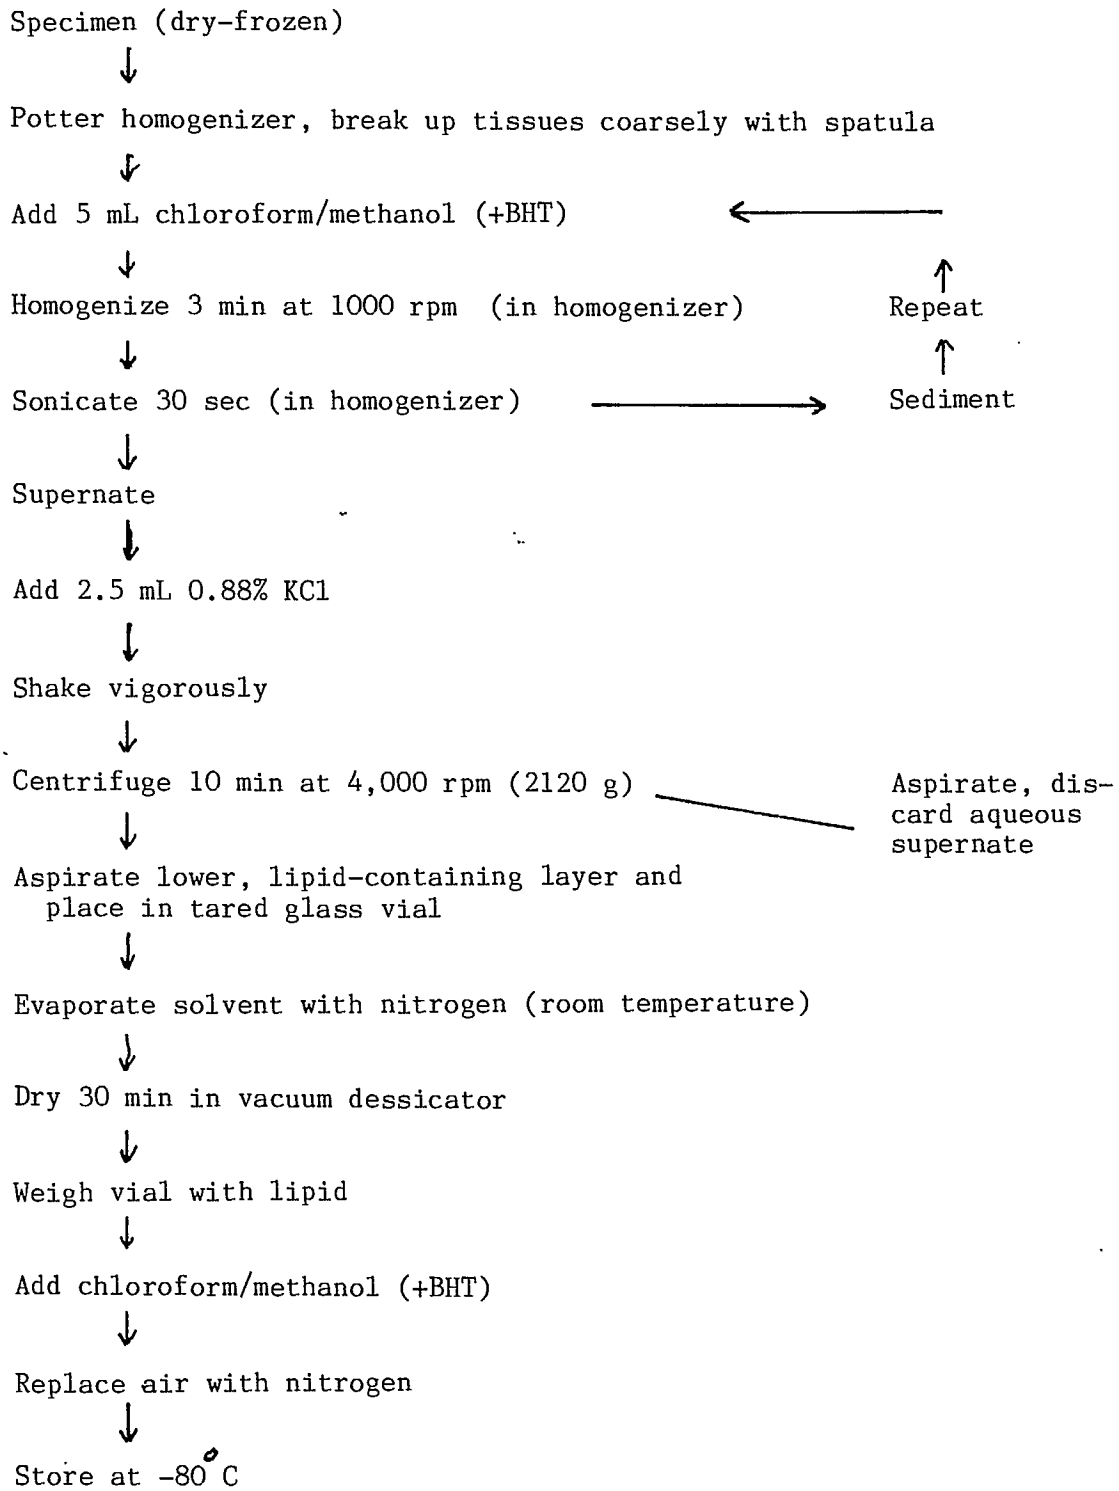 Specimen (dry-frozen)
Potter homogenizer, break up tissues coarsely with spatula
Add 5 mL chloroform/methanol (+BHT)
Homogenize 3 min at 1000 rpm (in homogenizer)
Repeat
Sonicate 30 sec (in homogenizer)
Sediment
Supernate
Add 2.5 mL 0.88% KCl
Shake vigorously
Centrifuge 10 min at 4,000 rpm (2120 g)
Aspirate, dis-
card aqueous
supernate
Aspirate lower, lipid-containing layer and
place in tared glass vial
Evaporate solvent with nitrogen (room temperature)
Dry 30 min in vacuum dessicator
Weigh vial with lipid
Add chloroform/methanol (+BHT)
Replace air with nitrogen
Store at -80°C